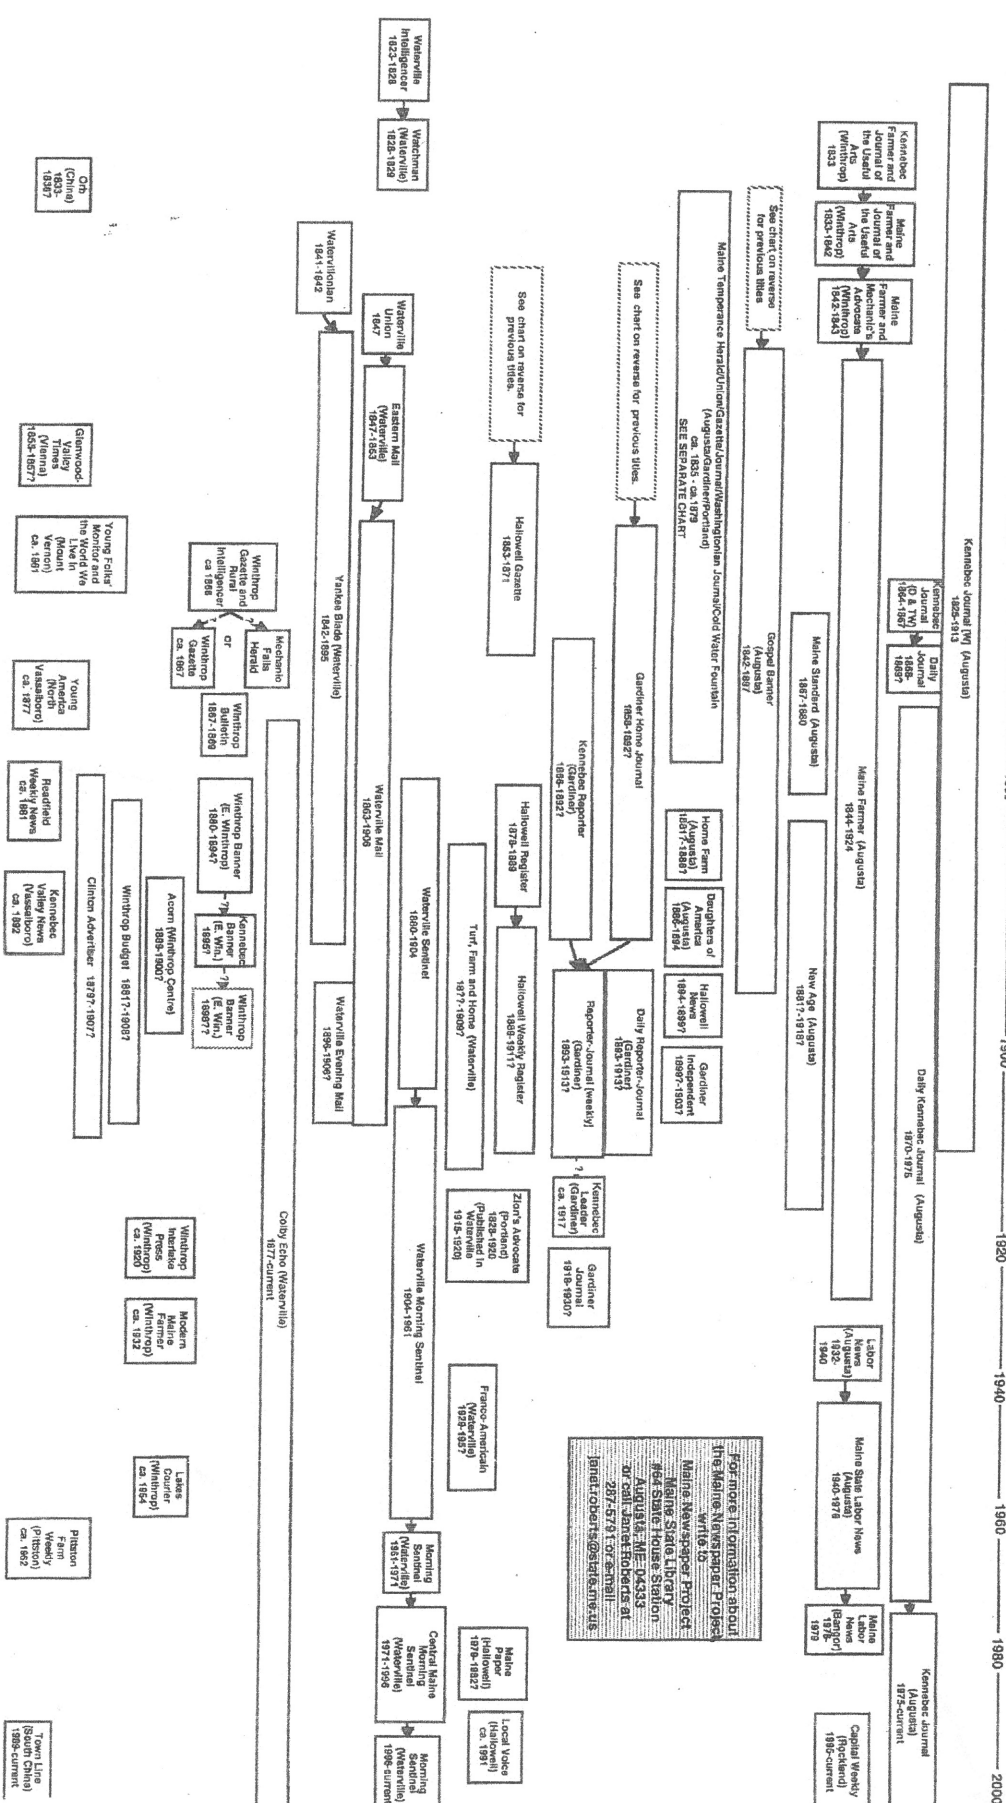 1900
1920
1940
1960
1980
2000
Kennebec Journal [W] (Augusta)
1825-1913
Kennebec
Journal
(D & TW)
1864-1867
Daily
Journal
1868-
1869?
Daily Kennebec Journal (Augusta)
1870-1975
Kennebec Journal
(Augusta)
1975-current
Kennebec
Farmer and
Journal of
the Useful
Arts
(Winthrop)
1833
Maine
Farmer and
Journal of
the Useful
Arts
(Winthrop)
1833-1842
Maine
Farmer and
Mechanic's
Advocate
(Winthrop)
1842-1843
Maine Farmer (Augusta)
1844-1924
Labor
News
(Augusta)
1932-
1940
Maine State Labor News
(Augusta)
1940-1976
Maine
Labor
News
(Bangor)
1976-
1979
Capital Weekly
(Rockland)
1995-current
Maine Standard (Augusta)
1867-1880
New Age (Augusta)
1881?-1918?
See chart on reverse
for previous titles
Gospel Banner
(Augusta)
1842-1897
Maine Temperance Herald/Union/Gazette/Journal/Washingtonian Journal/Cold Water Fountain
(Augusta/Gardiner/Portland)
ca. 1835 - ca.1879
SEE SEPARATE CHART
Home Farm
(Augusta)
1881?-1886?
Daughters of
America
(Augusta)
1886-1894
Hallowell
News
1894-1899?
Gardiner
Independent
1899?-1903?
See chart on reverse for previous titles.
Gardiner Home Journal
1858-1892?
Daily Reporter-Journal
(Gardiner)
1893-1913?
Kennebec Reporter
(Gardiner)
1866-1892?
Reporter-Journal [weekly]
(Gardiner)
1893-1913?
?
Kennebec
Leader
(Gardiner)
ca. 1917
Gardiner
Journal
1918-1930?
For more information about
the Maine Newspaper Project
write to
Maine Newspaper Project
Maine State Library
#64 State House Station
Augusta, ME 04333
or call Janet Roberts at
287-5791 or e-mail
janet.roberts@state.me.us
See chart on reverse for
previous titles.
Hallowell Gazette
1853-1871
Hallowell Register
1878-1889
Hallowell Weekly Register
1889-1911?
Maine
Paper
(Hallowell)
1979-1982?
Local Voice
(Hallowell)
ca. 1991
Turf, Farm and Home (Waterville)
18??-1909?
Zion's Advocate
(Portland)
1828-1920
(Published in
Waterville
1915-1920)
Franco-Americain
(Waterville)
1929-195?
Waterville
Intelligencer
1823-1828
Watchman
(Waterville)
1828-1829
Waterville Sentinel
1880-1904
Waterville Morning Sentinel
1904-1961
Morning
Sentinel
(Waterville)
1961-1971
Central Maine
Morning
Sentinel
(Waterville)
1971-1996
Morning
Sentinel
(Waterville)
1996-current
Waterville
Union
1847
Eastern Mail
(Waterville)
1847-1863
Waterville Mail
1863-1906
Watervillonian
1841-1842
Yankee Blade (Waterville)
1842-1895
Waterville Evening Mail
1896-1906?
Colby Echo (Waterville)
1877-current
Winthrop
Gazette and
Rural
Intelligencer
ca 1866
Mechanic
Falls
Herald
or
Winthrop
Gazette
ca. 1867
Winthrop
Bulletin
1867-1869
Winthrop Banner
(E. Winthrop)
1880-1894?
?
Kennebec
Banner
(E. Win.)
1895?
?
Winthrop
Banner
(E. Win.)
1898??
Acorn (Winthrop Centre)
1889-1900?
Winthrop Budget 1881?-1908?
Clinton Advertiser 1879?-1907?
Winthrop
Interlake
Press
(Winthrop)
ca. 1920
Modern
Maine
Farmer
(Winthrop)
ca. 1932
Lakes
Courier
(Winthrop)
ca. 1954
Orb
(China)
1833-
1836?
Glenwood-
Valley
Times
(Vienna)
1853-1857?
Young Folks'
Monitor and
the World We
Live in
(Mount
Vernon)
ca. 1861
Young
America
(North
Vassalboro)
ca. 1877
Readfield
Weekly News
ca. 1881
Kennebec
Valley News
(Vassalboro)
ca. 1892
Pittston
Farm
Weekly
(Pittston)
ca. 1962
Town Line
(South China)
1989-current